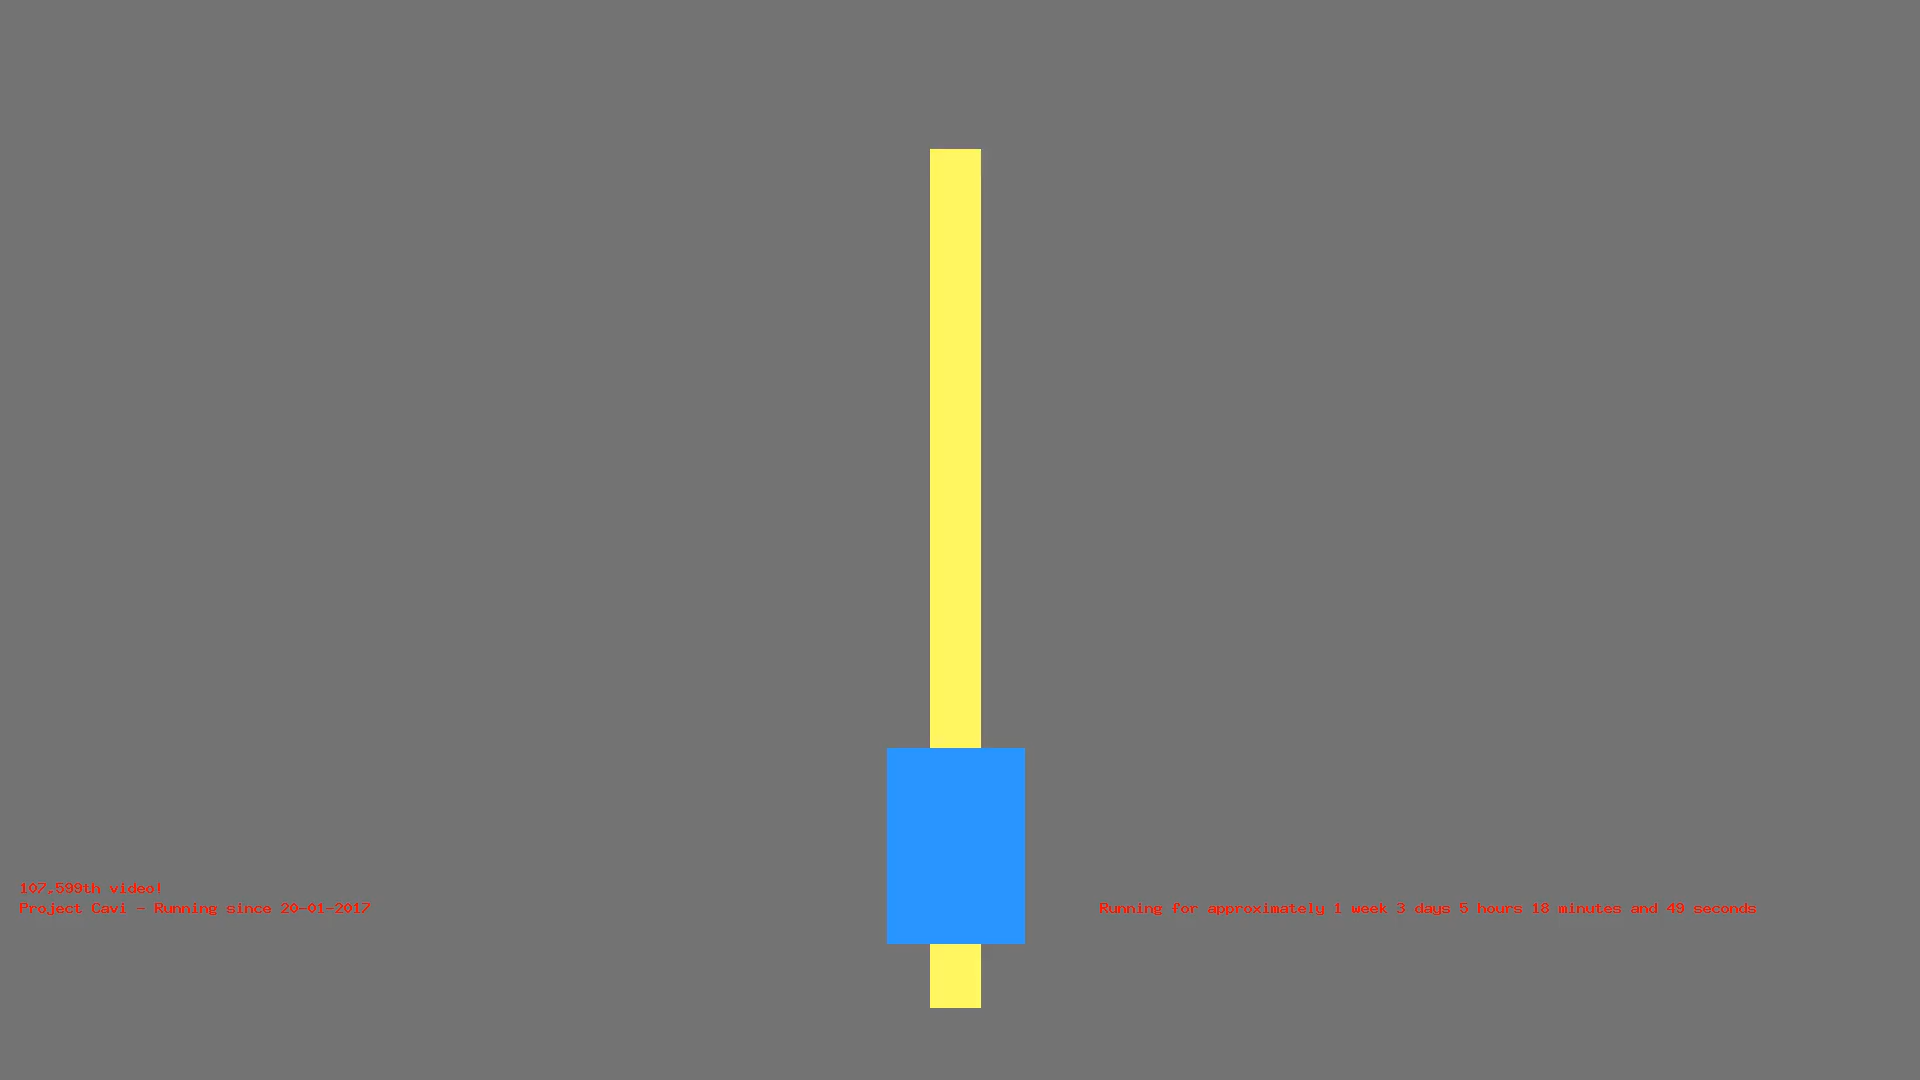 107,599th video!
Project Cavi - Running since 20-01-2017
Running for approximately 1 week 3 days 5 hours 18 minutes and 49 seconds